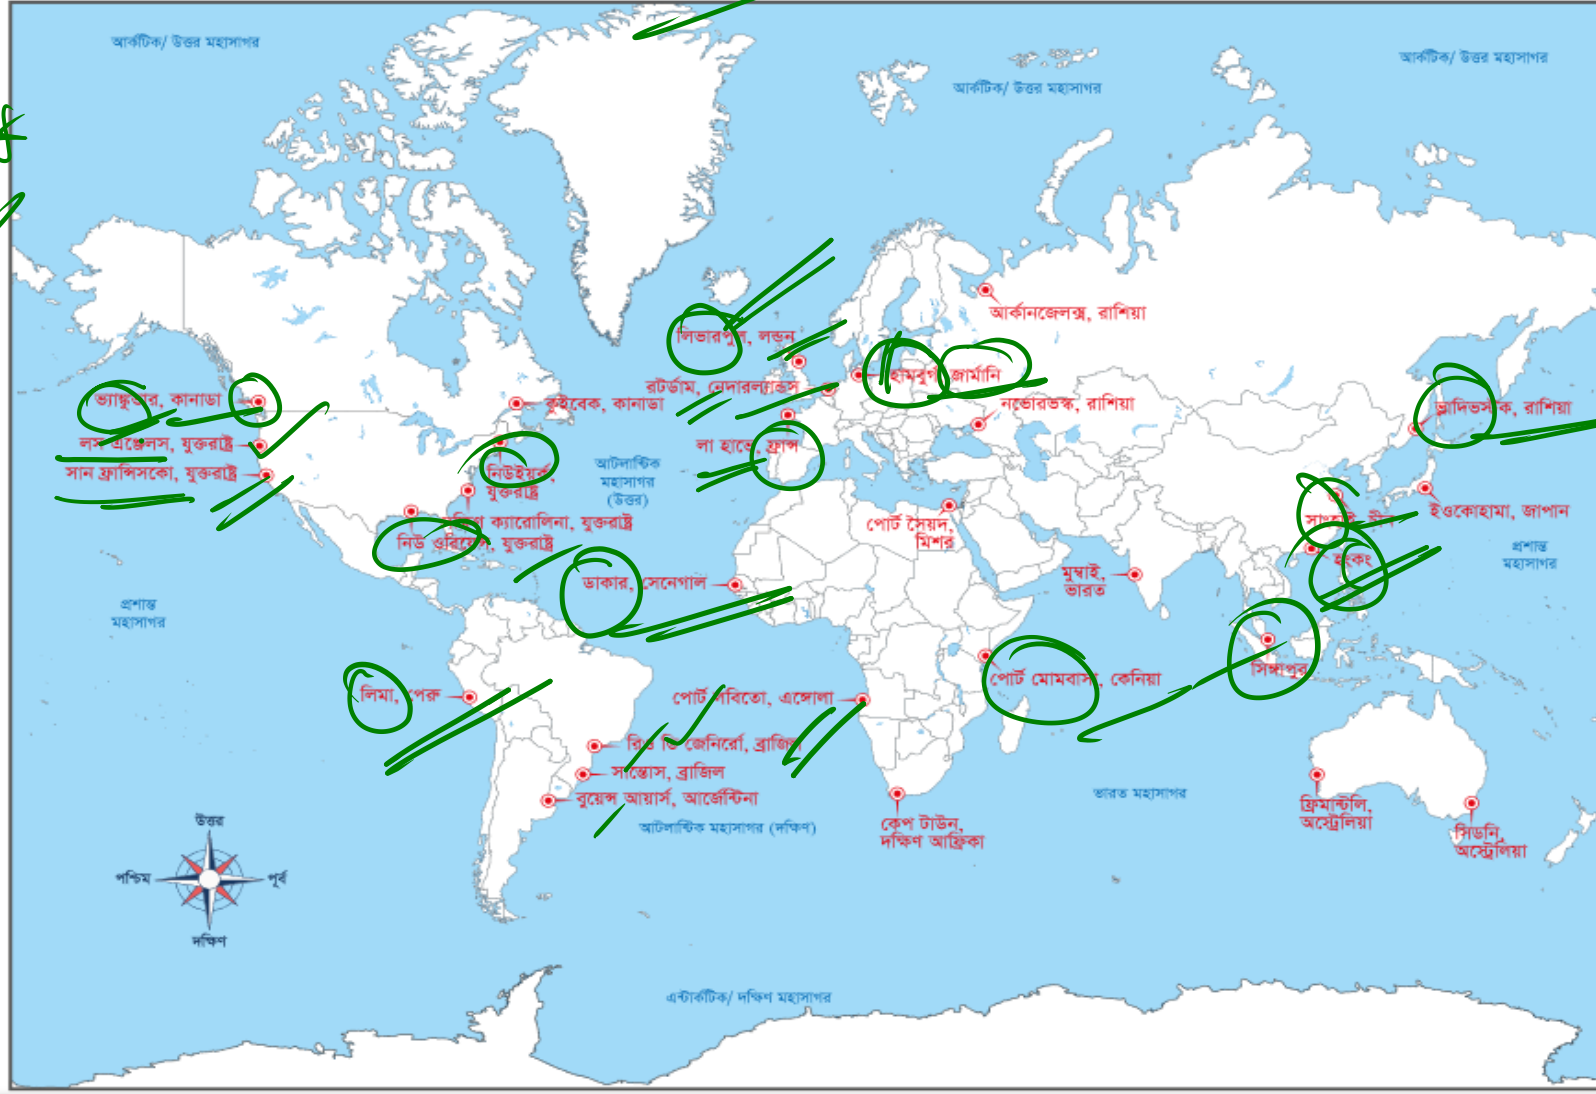 আর্কটিক/ উত্তর মহাসাগর
আর্কটিক/ উত্তর মহাসাগর
আর্কটিক/ উত্তর মহাসাগর
আর্কানজেলক্স, রাশিয়া
লিভারপুল, লন্ডন
হামবুর্গ, জার্মানি
রটর্ডাম, নেদারল্যান্ডস
ভ্যাঙ্কুভার, কানাডা
কুইবেক, কানাডা
নভোরভস্ক, রাশিয়া
ভ্লাদিভস্টক, রাশিয়া
লস এঞ্জেলস, যুক্তরাষ্ট্র
লা হাভে, ফ্রান্স
সান ফ্রান্সিসকো, যুক্তরাষ্ট্র
নিউইয়র্ক,
যুক্তরাষ্ট্র
আটলান্টিক
মহাসাগর
(উত্তর)
ক্যারোলিনা, যুক্তরাষ্ট্র
নিউ ওরিয়েন্স, যুক্তরাষ্ট্র
পোর্ট সৈয়দ,
মিশর
সাংহাই, চীন
ইওকোহামা, জাপান
হংকং
প্রশান্ত
মহাসাগর
মুম্বাই,
ভারত
ডাকার, সেনেগাল
প্রশান্ত
মহাসাগর
সিঙ্গাপুর
পোর্ট মোমবাসা, কেনিয়া
লিমা, পেরু
পোর্ট লবিতো, এঙ্গোলা
রিও ডি জেনির্রো, ব্রাজিল
সান্তোস, ব্রাজিল
বুয়েন্স আয়ার্স, আর্জেন্টিনা
ভারত মহাসাগর
ফ্রিমান্টলি,
অস্ট্রেলিয়া
আটলান্টিক মহাসাগর (দক্ষিণ)
কেপ টাউন,
দক্ষিণ আফ্রিকা
সিডনি,
অস্ট্রেলিয়া
উত্তর
পশ্চিম
পূর্ব
দক্ষিণ
এন্টার্কটিক/ দক্ষিণ মহাসাগর